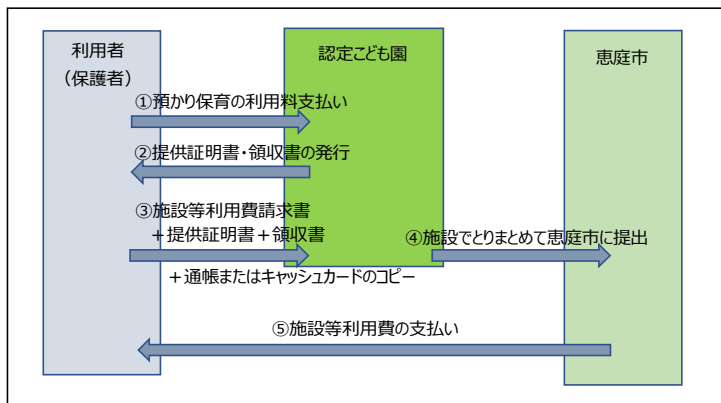 利用者
（保護者）
認定こども園
恵庭市
①預かり保育の利用料支払い
②提供証明書・領収書の発行
③施設等利用費請求書
＋提供証明書＋領収書
＋通帳またはキャッシュカードのコピー
④施設でとりまとめて恵庭市に提出
⑤施設等利用費の支払い